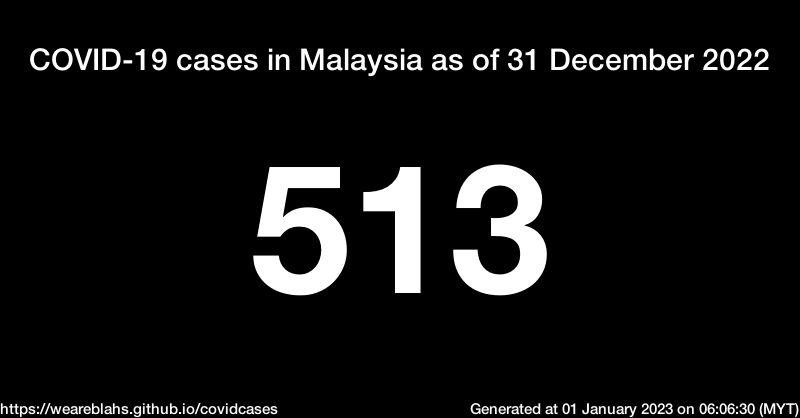 COVID-19 cases in Malaysia as of 31 December 2022
513
https://weareblahs.github.io/covidcases
Generated at 01 January 2023 on 06:06:30 (MYT)